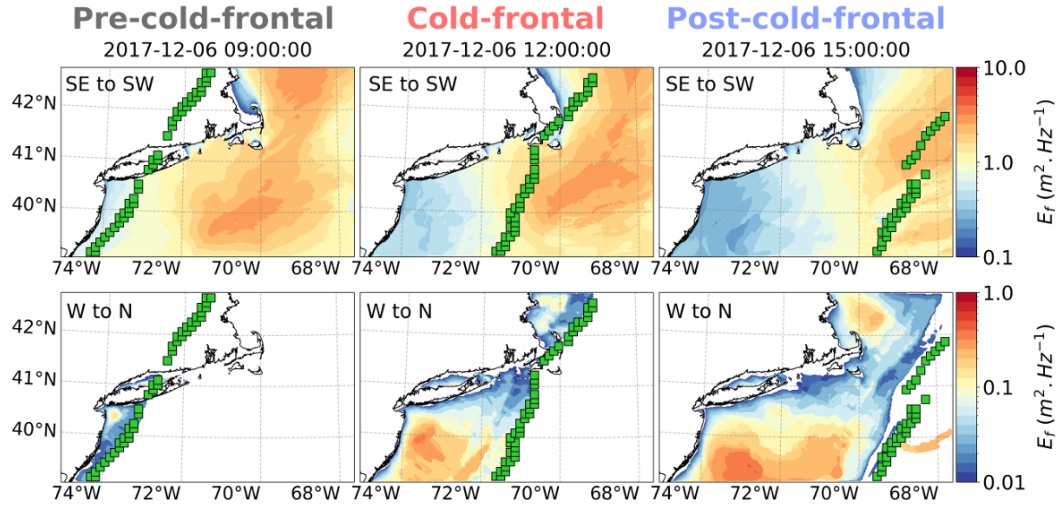 Pre-cold-frontal Cold-frontal Post-cold-frontal
2017-12-06 09:00:00 2017-12-06 12:00:00 2017-12-06 15:00:00
SE to SW SE to SW SE to SW
42°N
41°N
40°N
74°W 72°W 70°W 68°W 74°W 72°W 70°W 68°W 74°W 72°W 70°W 68°W
10.0
1.0
0.1
E_f (m². Hz⁻¹)
W to N W to N W to N
42°N
41°N
40°N
74°W 72°W 70°W 68°W 74°W 72°W 70°W 68°W 74°W 72°W 70°W 68°W
1.0
0.1
0.01
E_f (m². Hz⁻¹)